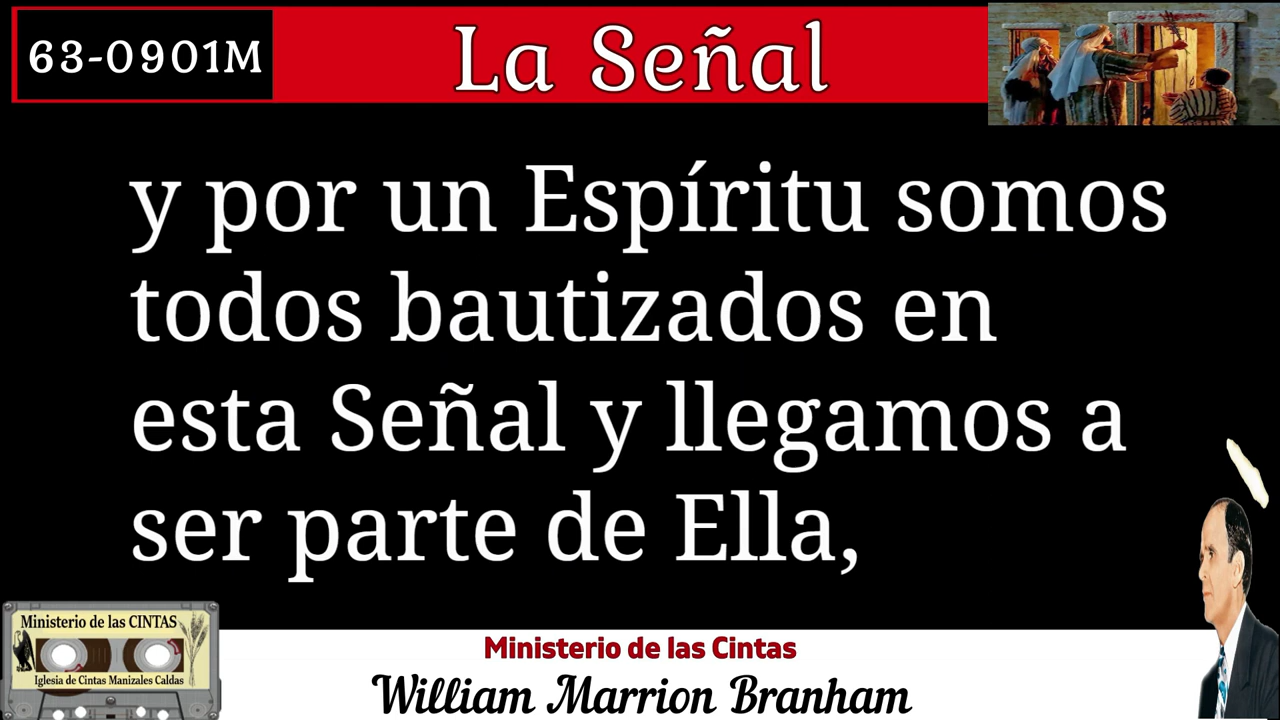 63-0901M
La Señal
y por un Espíritu somos
todos bautizados en
esta Señal y llegamos a
ser parte de Ella,
Ministerio de las CINTAS
Iglesia de Cintas Manizales Caldas
Ministerio de las Cintas
William Marrion Branham